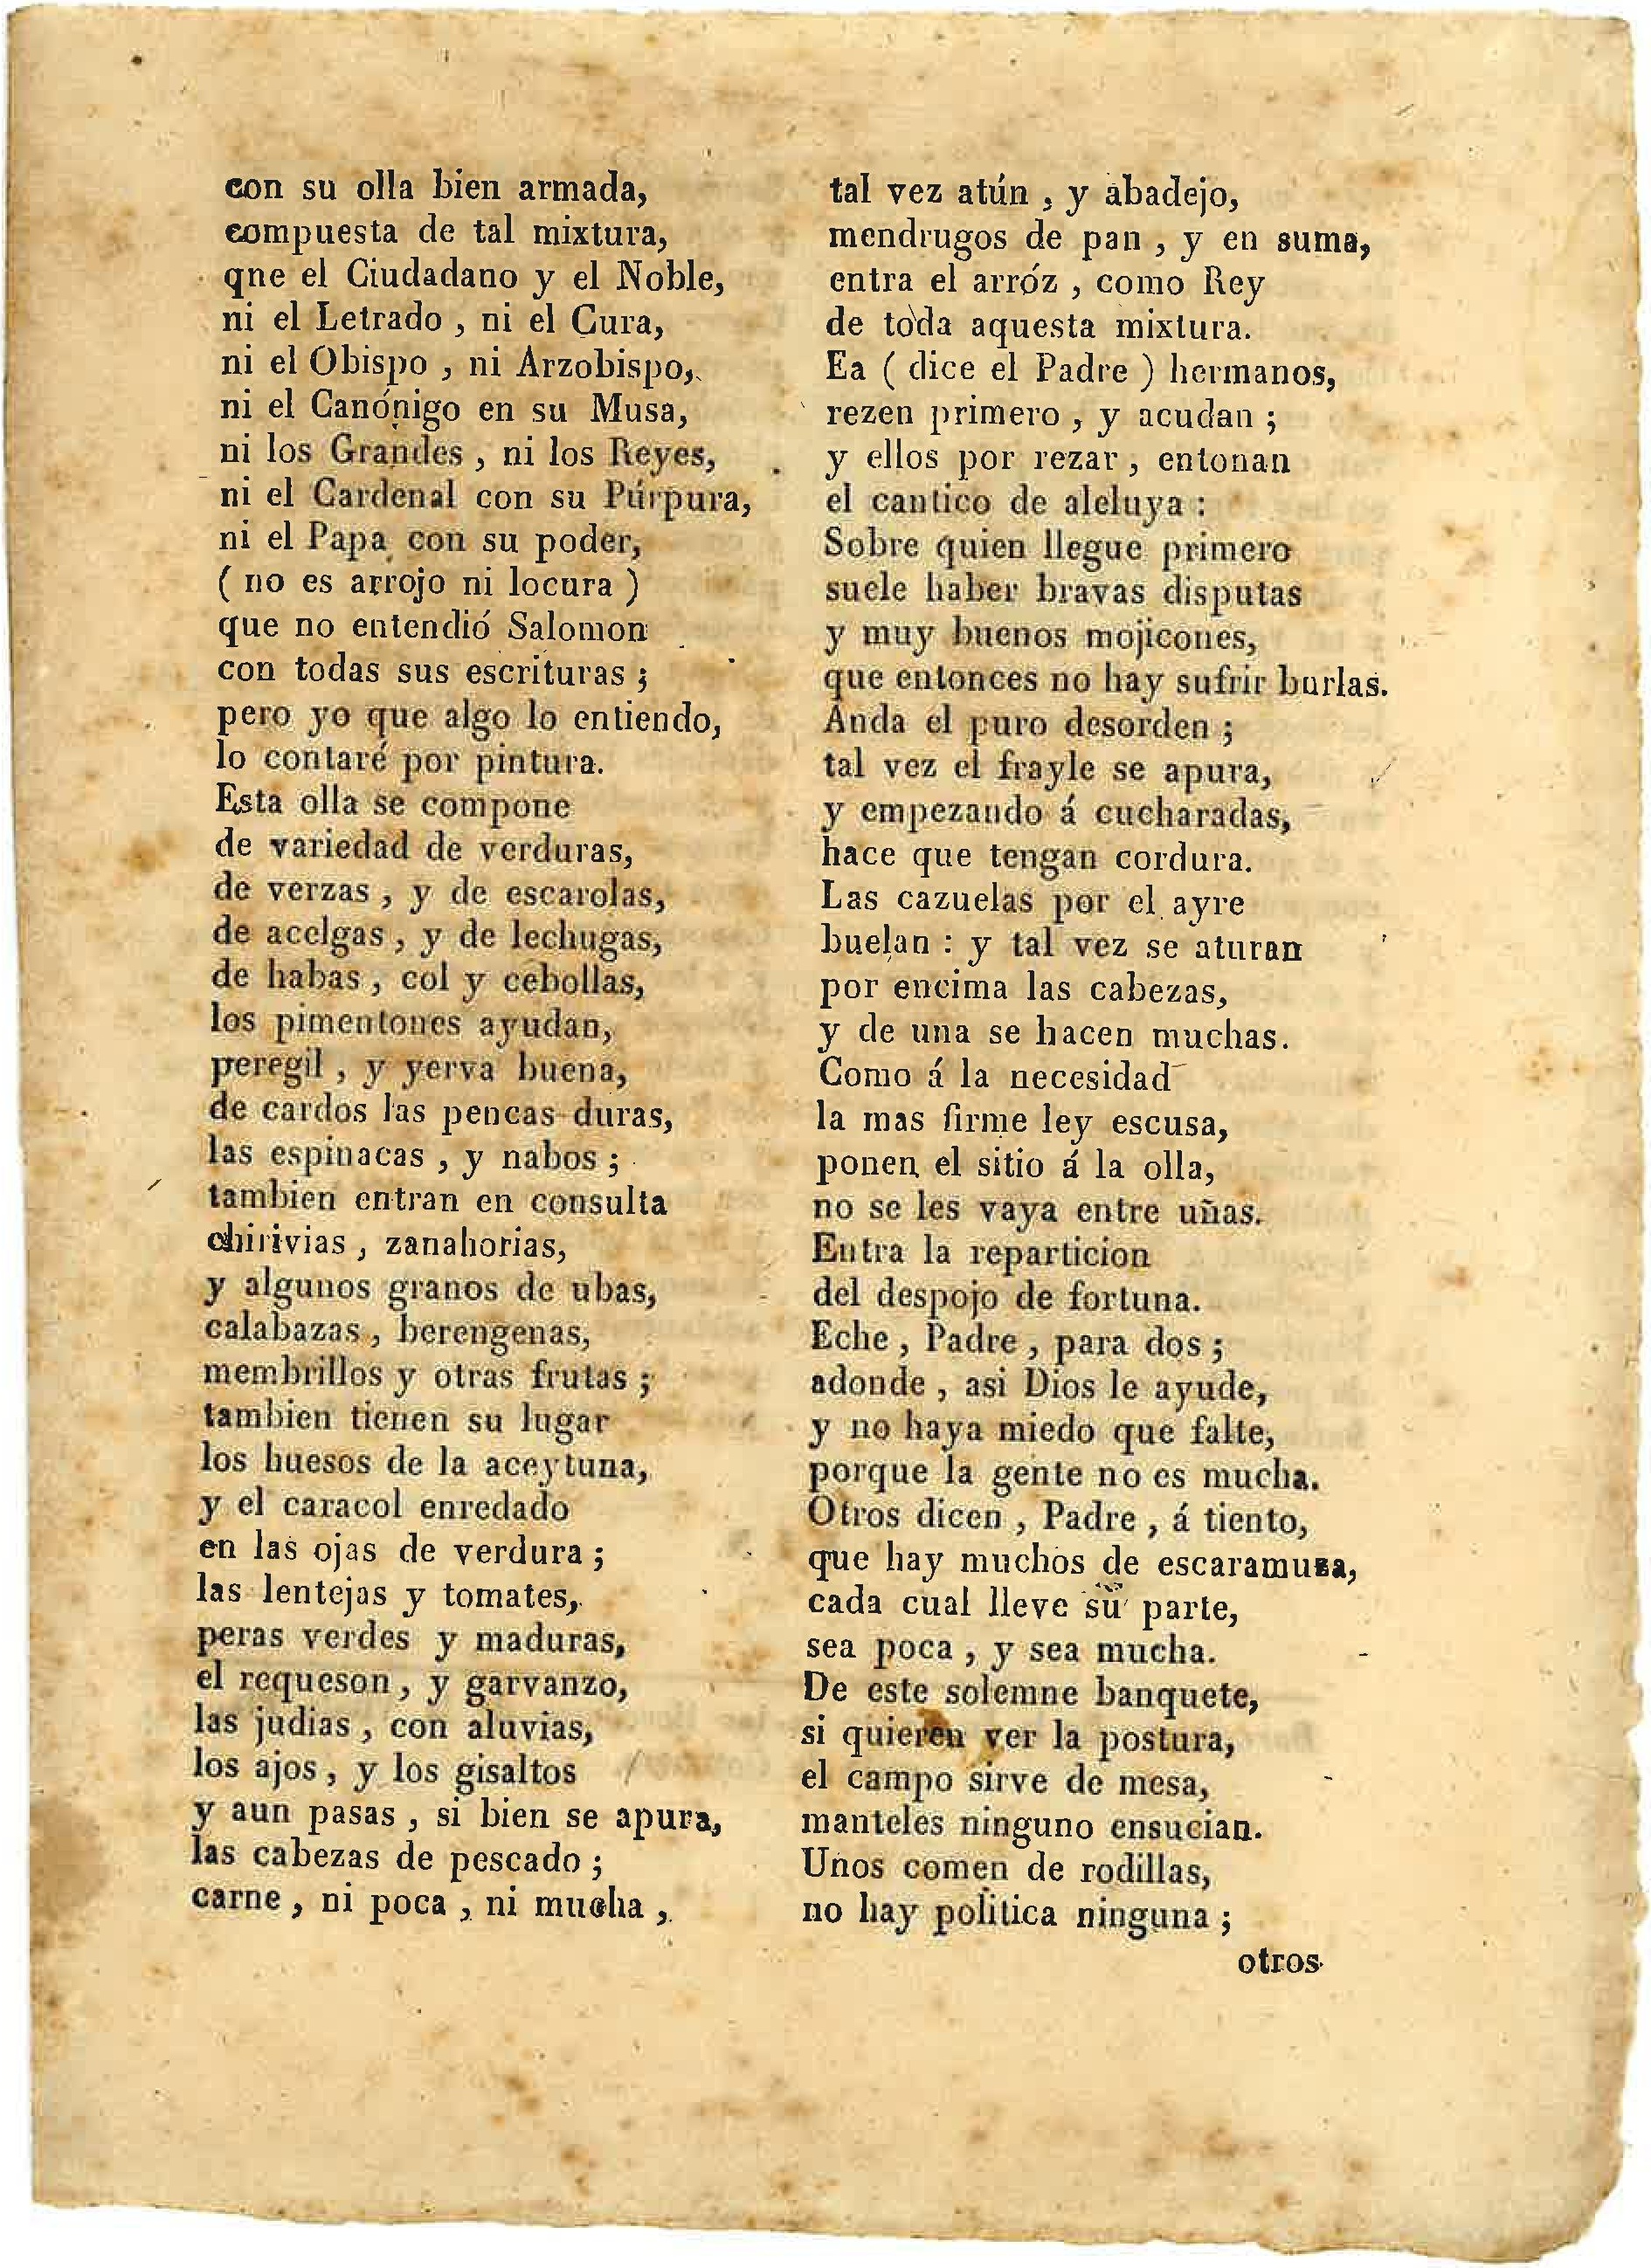 con su olla bien armada,
compuesta de tal mixtura,
qne el Ciudadano y el Noble,
ni el Letrado , ni el Cura,
ni el Obispo , ni Arzobispo,
ni el Canónigo en su Musa,
ni los Grandes , ni los Reyes,
ni el Cardenal con su Púrpura,
ni el Papa con su poder,
( no es arrojo ni locura )
que no entendió Salomon
con todas sus escrituras ;
pero yo que algo lo entiendo,
lo contaré por pintura.
Esta olla se compone
de variedad de verduras,
de verzas , y de escarolas,
de acelgas , y de lechugas,
de habas , col y cebollas,
los pimentones ayudan,
peregil , y yerva buena,
de cardos las pencas duras,
las espinacas , y nabos ;
tambien entran en consulta
chirivias , zanahorias,
y algunos granos de ubas,
calabazas , berengenas,
membrillos y otras frutas ;
tambien tienen su lugar
los huesos de la aceytuna,
y el caracol enredado
en las ojas de verdura ;
las lentejas y tomates,
peras verdes y maduras,
el requeson , y garvanzo,
las judias , con aluvias,
los ajos , y los gisaltos
y aun pasas , si bien se apura,
las cabezas de pescado ;
carne , ni poca , ni mucha ,
tal vez atún , y abadejo,
mendrugos de pan , y en suma,
entra el arróz , como Rey
de toda aquesta mixtura.
Ea ( dice el Padre ) hermanos,
rezen primero , y acudan ;
y ellos por rezar , entonan
el cantico de aleluya :
Sobre quien llegue primero
suele haber bravas disputas
y muy buenos mojicones,
que entonces no hay sufrir burlas.
Anda el puro desorden ;
tal vez el frayle se apura,
y empezando á cucharadas,
hace que tengan cordura.
Las cazuelas por el ayre
buelan : y tal vez se aturan
por encima las cabezas,
y de una se hacen muchas.
Como á la necesidad
la mas firme ley escusa,
ponen el sitio á la olla,
no se les vaya entre uñas.
Entra la reparticion
del despojo de fortuna.
Eche , Padre , para dos ;
adonde , asi Dios le ayude,
y no haya miedo que falte,
porque la gente no es mucha.
Otros dicen , Padre , á tiento,
que hay muchos de escaramuza,
cada cual lleve su parte,
sea poca , y sea mucha.
De este solemne banquete,
si quieren ver la postura,
el campo sirve de mesa,
manteles ninguno ensucian.
Unos comen de rodillas,
no hay politica ninguna ;
otros